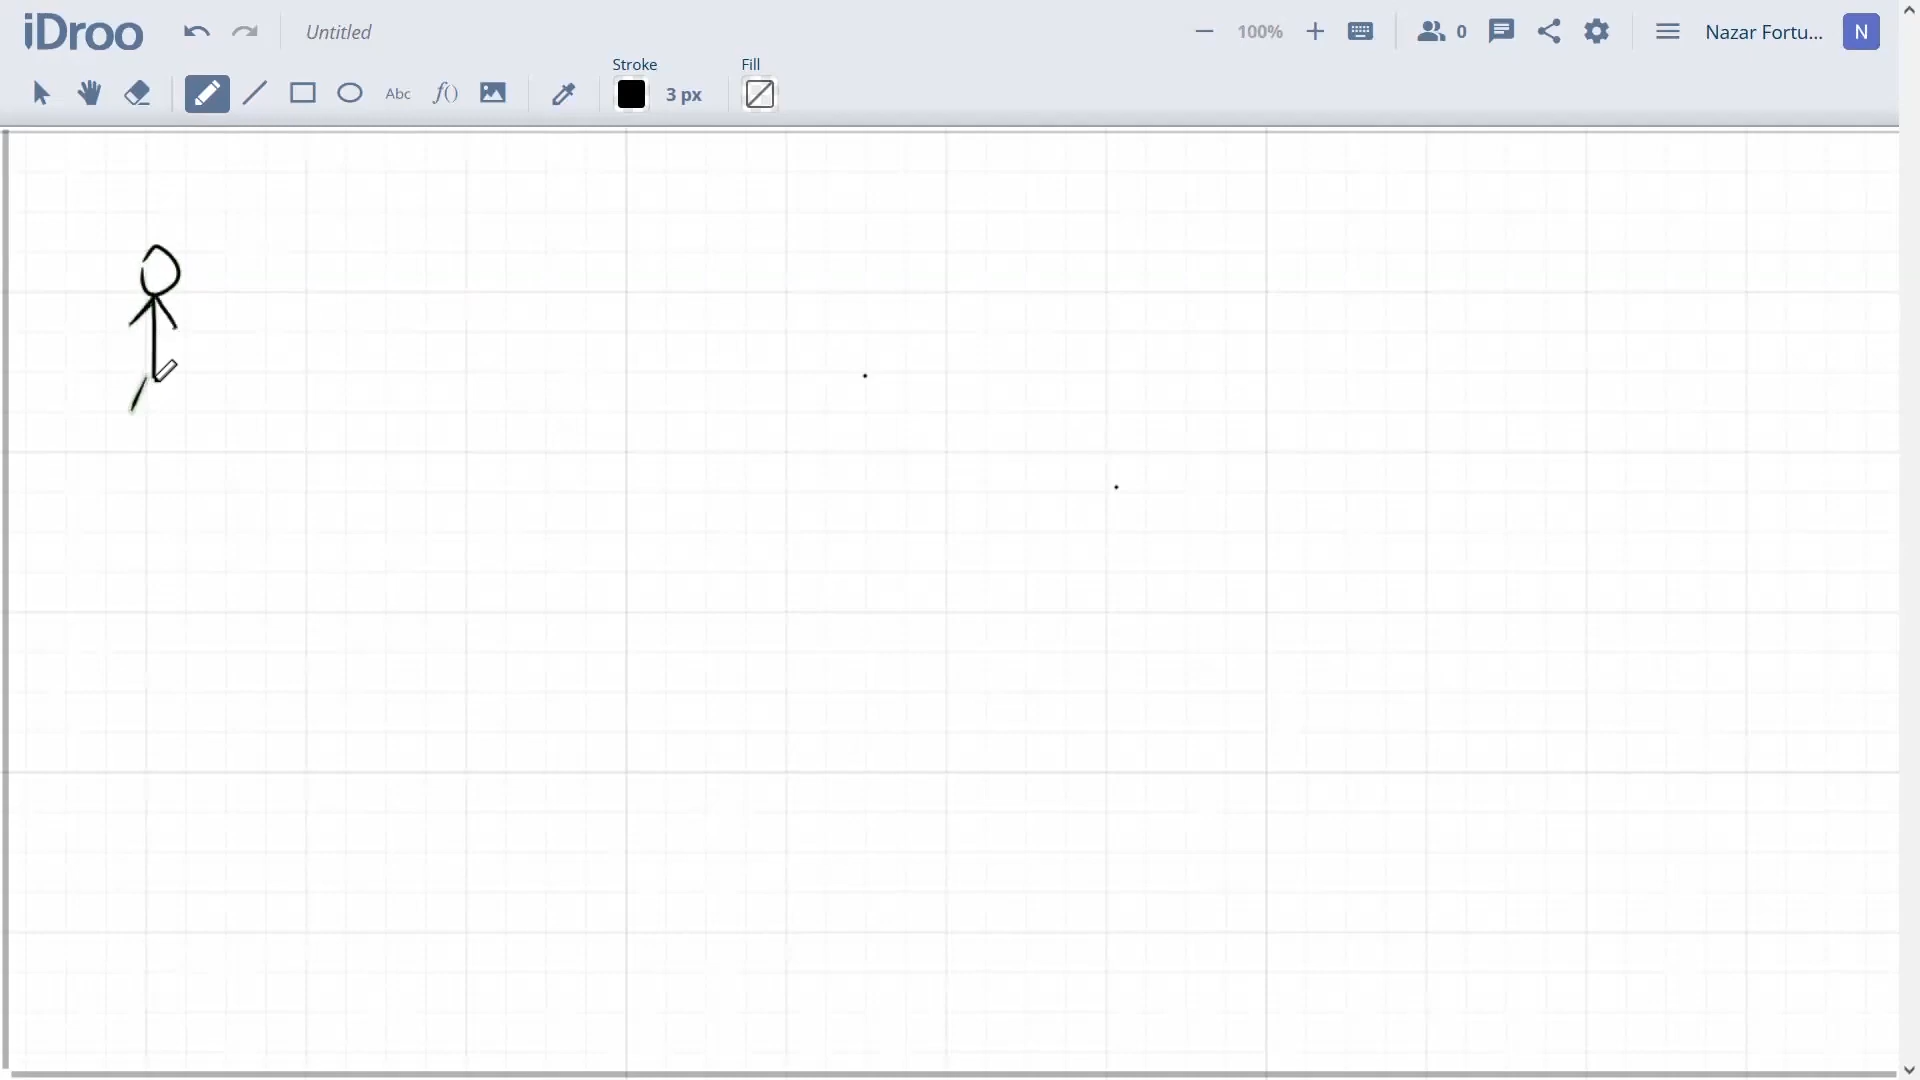 iDroo
Untitled
100%
0
Nazar Fortu...
N
Stroke
Fill
Abc
f()
3 px